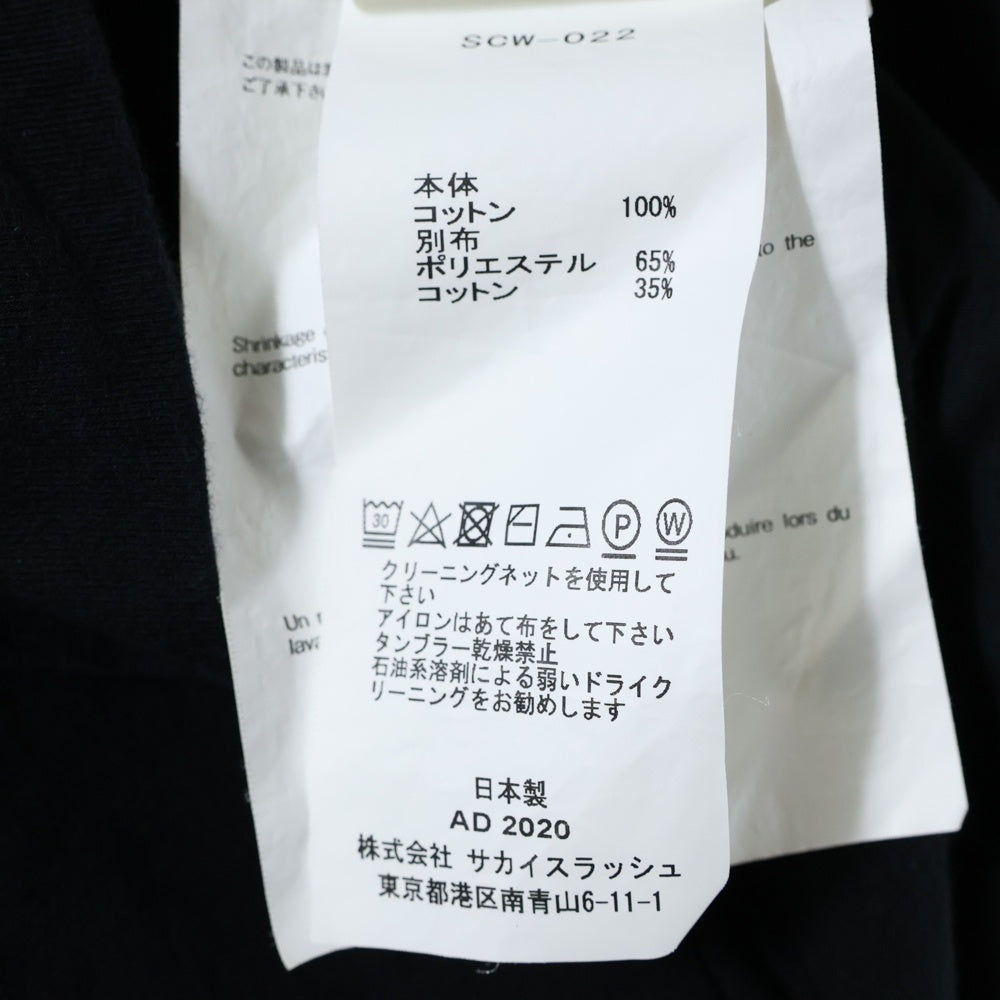 SCW-022
本体
コットン 100%
別布
ポリエステル 65%
コットン 35%
30
P
W
クリーニングネットを使用して
下さい
アイロンはあて布をして下さい
タンブラー乾燥禁止
石油系溶剤による弱いドライク
リーニングをお勧めします
日本製
AD 2020
株式会社 サカイスラッシュ
東京都港区南青山6-11-1
この製品は
ご了承下さ
to the
Shrinkage
characteris
duire lors du
Un
lava